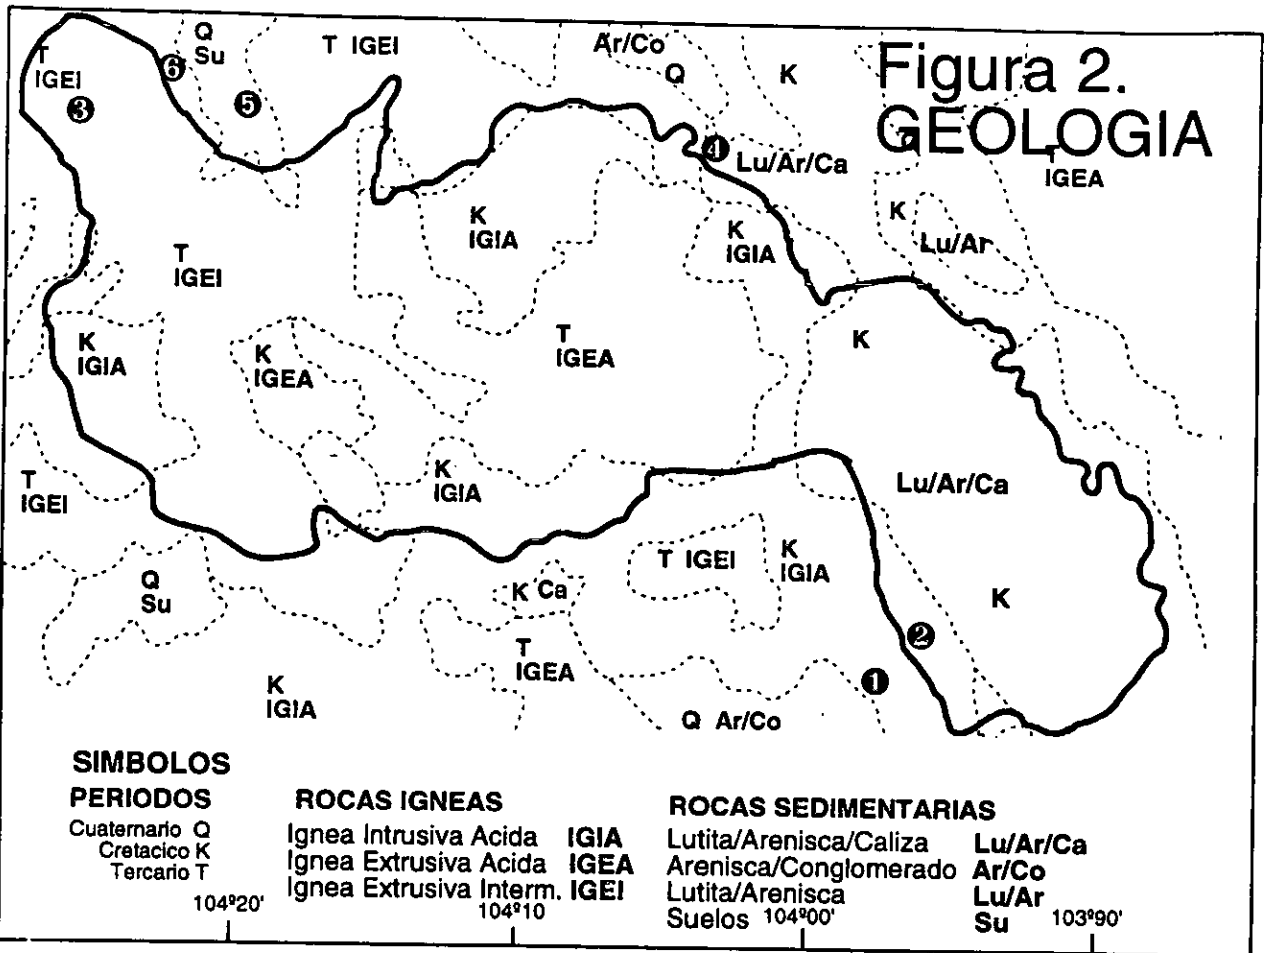 Figura 2.
GEOLOGIA
T
IGEI
3
6
Q
Su
5
T IGEI
Ar/Co
Q
K
4
Lu/Ar/Ca
Q
T
IGEA
K
Lu/Ar
K
IGIA
K
IGIA
T
IGEI
T
IGEA
K
K
IGIA
K
IGEA
K
IGIA
T
IGEI
Lu/Ar/Ca
T IGEI
K
IGIA
K
Q
Su
K Ca
T
IGEA
2
1
K
IGIA
Q Ar/Co
SIMBOLOS
PERIODOS
Cuaternario Q
Cretacico K
Tercario T
ROCAS IGNEAS
Ignea Intrusiva Acida IGIA
Ignea Extrusiva Acida IGEA
Ignea Extrusiva Interm. IGEI
ROCAS SEDIMENTARIAS
Lutita/Arenisca/Caliza Lu/Ar/Ca
Arenisca/Conglomerado Ar/Co
Lutita/Arenisca Lu/Ar
Suelos Su
104º20'
104º10
104º00'
103º90'